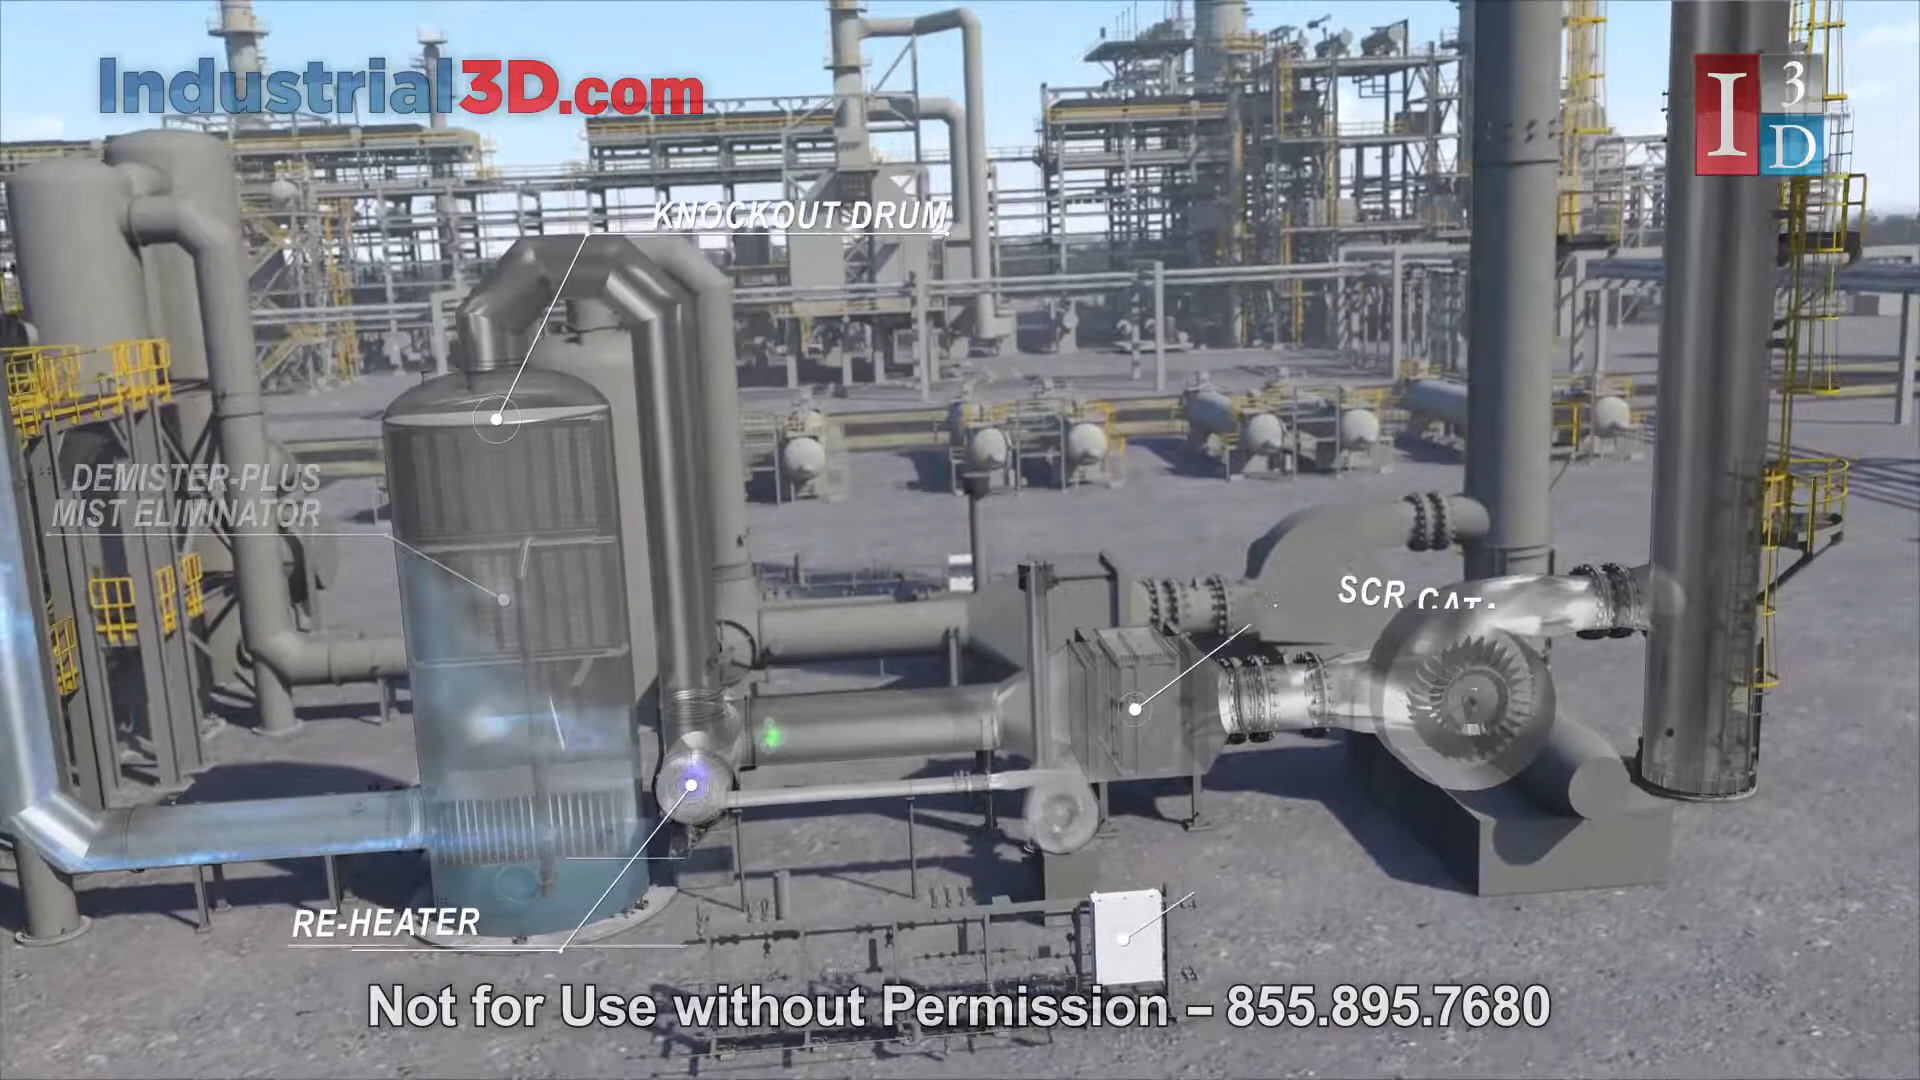 Industrial3D.com
I3D
KNOCKOUT DRUM
DEMISTER-PLUS
MIST ELIMINATOR
SCR
RE-HEATER
Not for Use without Permission – 855.895.7680